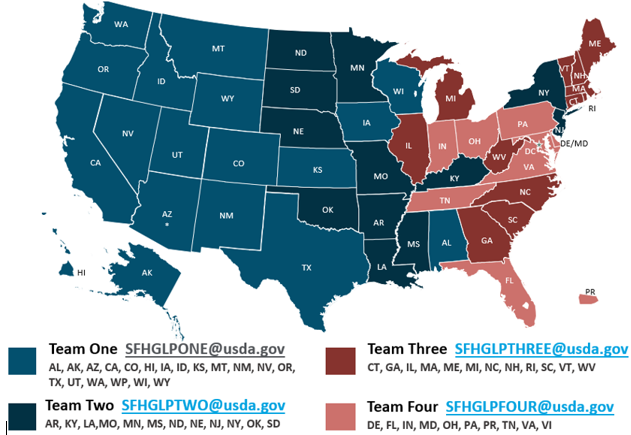 WA
ME
MT
ND
VT
MN
NH
OR
ID
SD
WI
NY
MA
WY
MI
CT
RI
IA
PA
NJ
NE
NV
IL
IN
OH
DE/MD
UT
DC
CO
WV
CA
KS
MO
VA
KY
NC
TN
OK
AZ
NM
AR
SC
MS
AL
GA
TX
LA
HI
AK
FL
PR
Team One SFHGLPONE@usda.gov
AL, AK, AZ, CA, CO, HI, IA, ID, KS, MT, NM, NV, OR,
TX, UT, WA, WP, WI, WY
Team Two SFHGLPTWO@usda.gov
AR, KY, LA,MO, MN, MS, ND, NE, NJ, NY, OK, SD
Team Three SFHGLPTHREE@usda.gov
CT, GA, IL, MA, ME, MI, NC, NH, RI, SC, VT, WV
Team Four SFHGLPFOUR@usda.gov
DE, FL, IN, MD, OH, PA, PR, TN, VA, VI